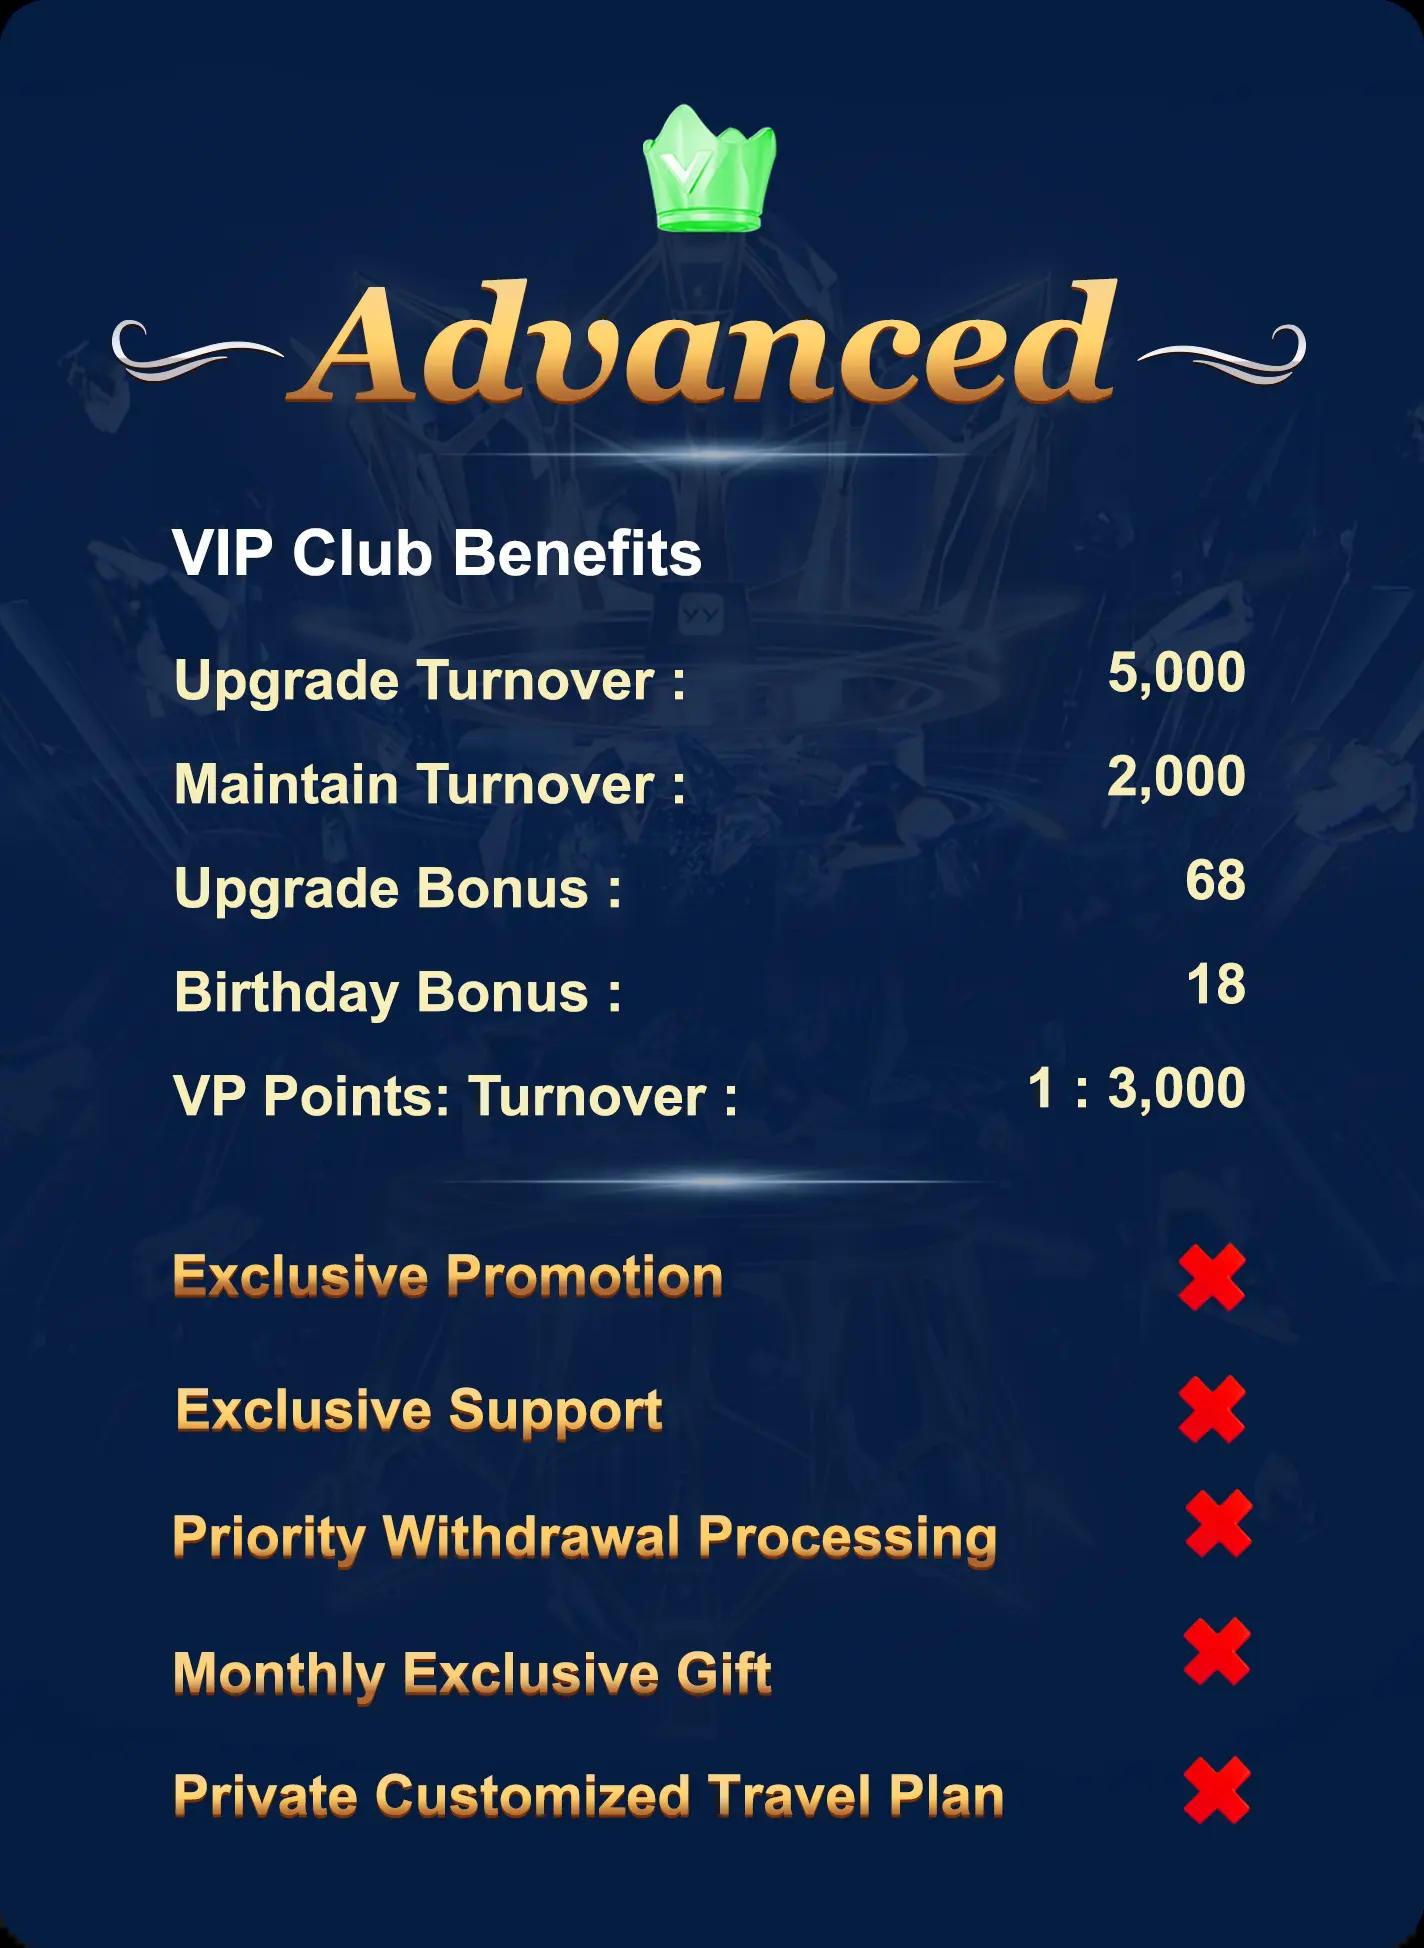 V
Advanced
VIP Club Benefits
Upgrade Turnover : 5,000
Maintain Turnover : 2,000
Upgrade Bonus : 68
Birthday Bonus : 18
VP Points: Turnover : 1 : 3,000
Exclusive Promotion
Exclusive Support
Priority Withdrawal Processing
Monthly Exclusive Gift
Private Customized Travel Plan